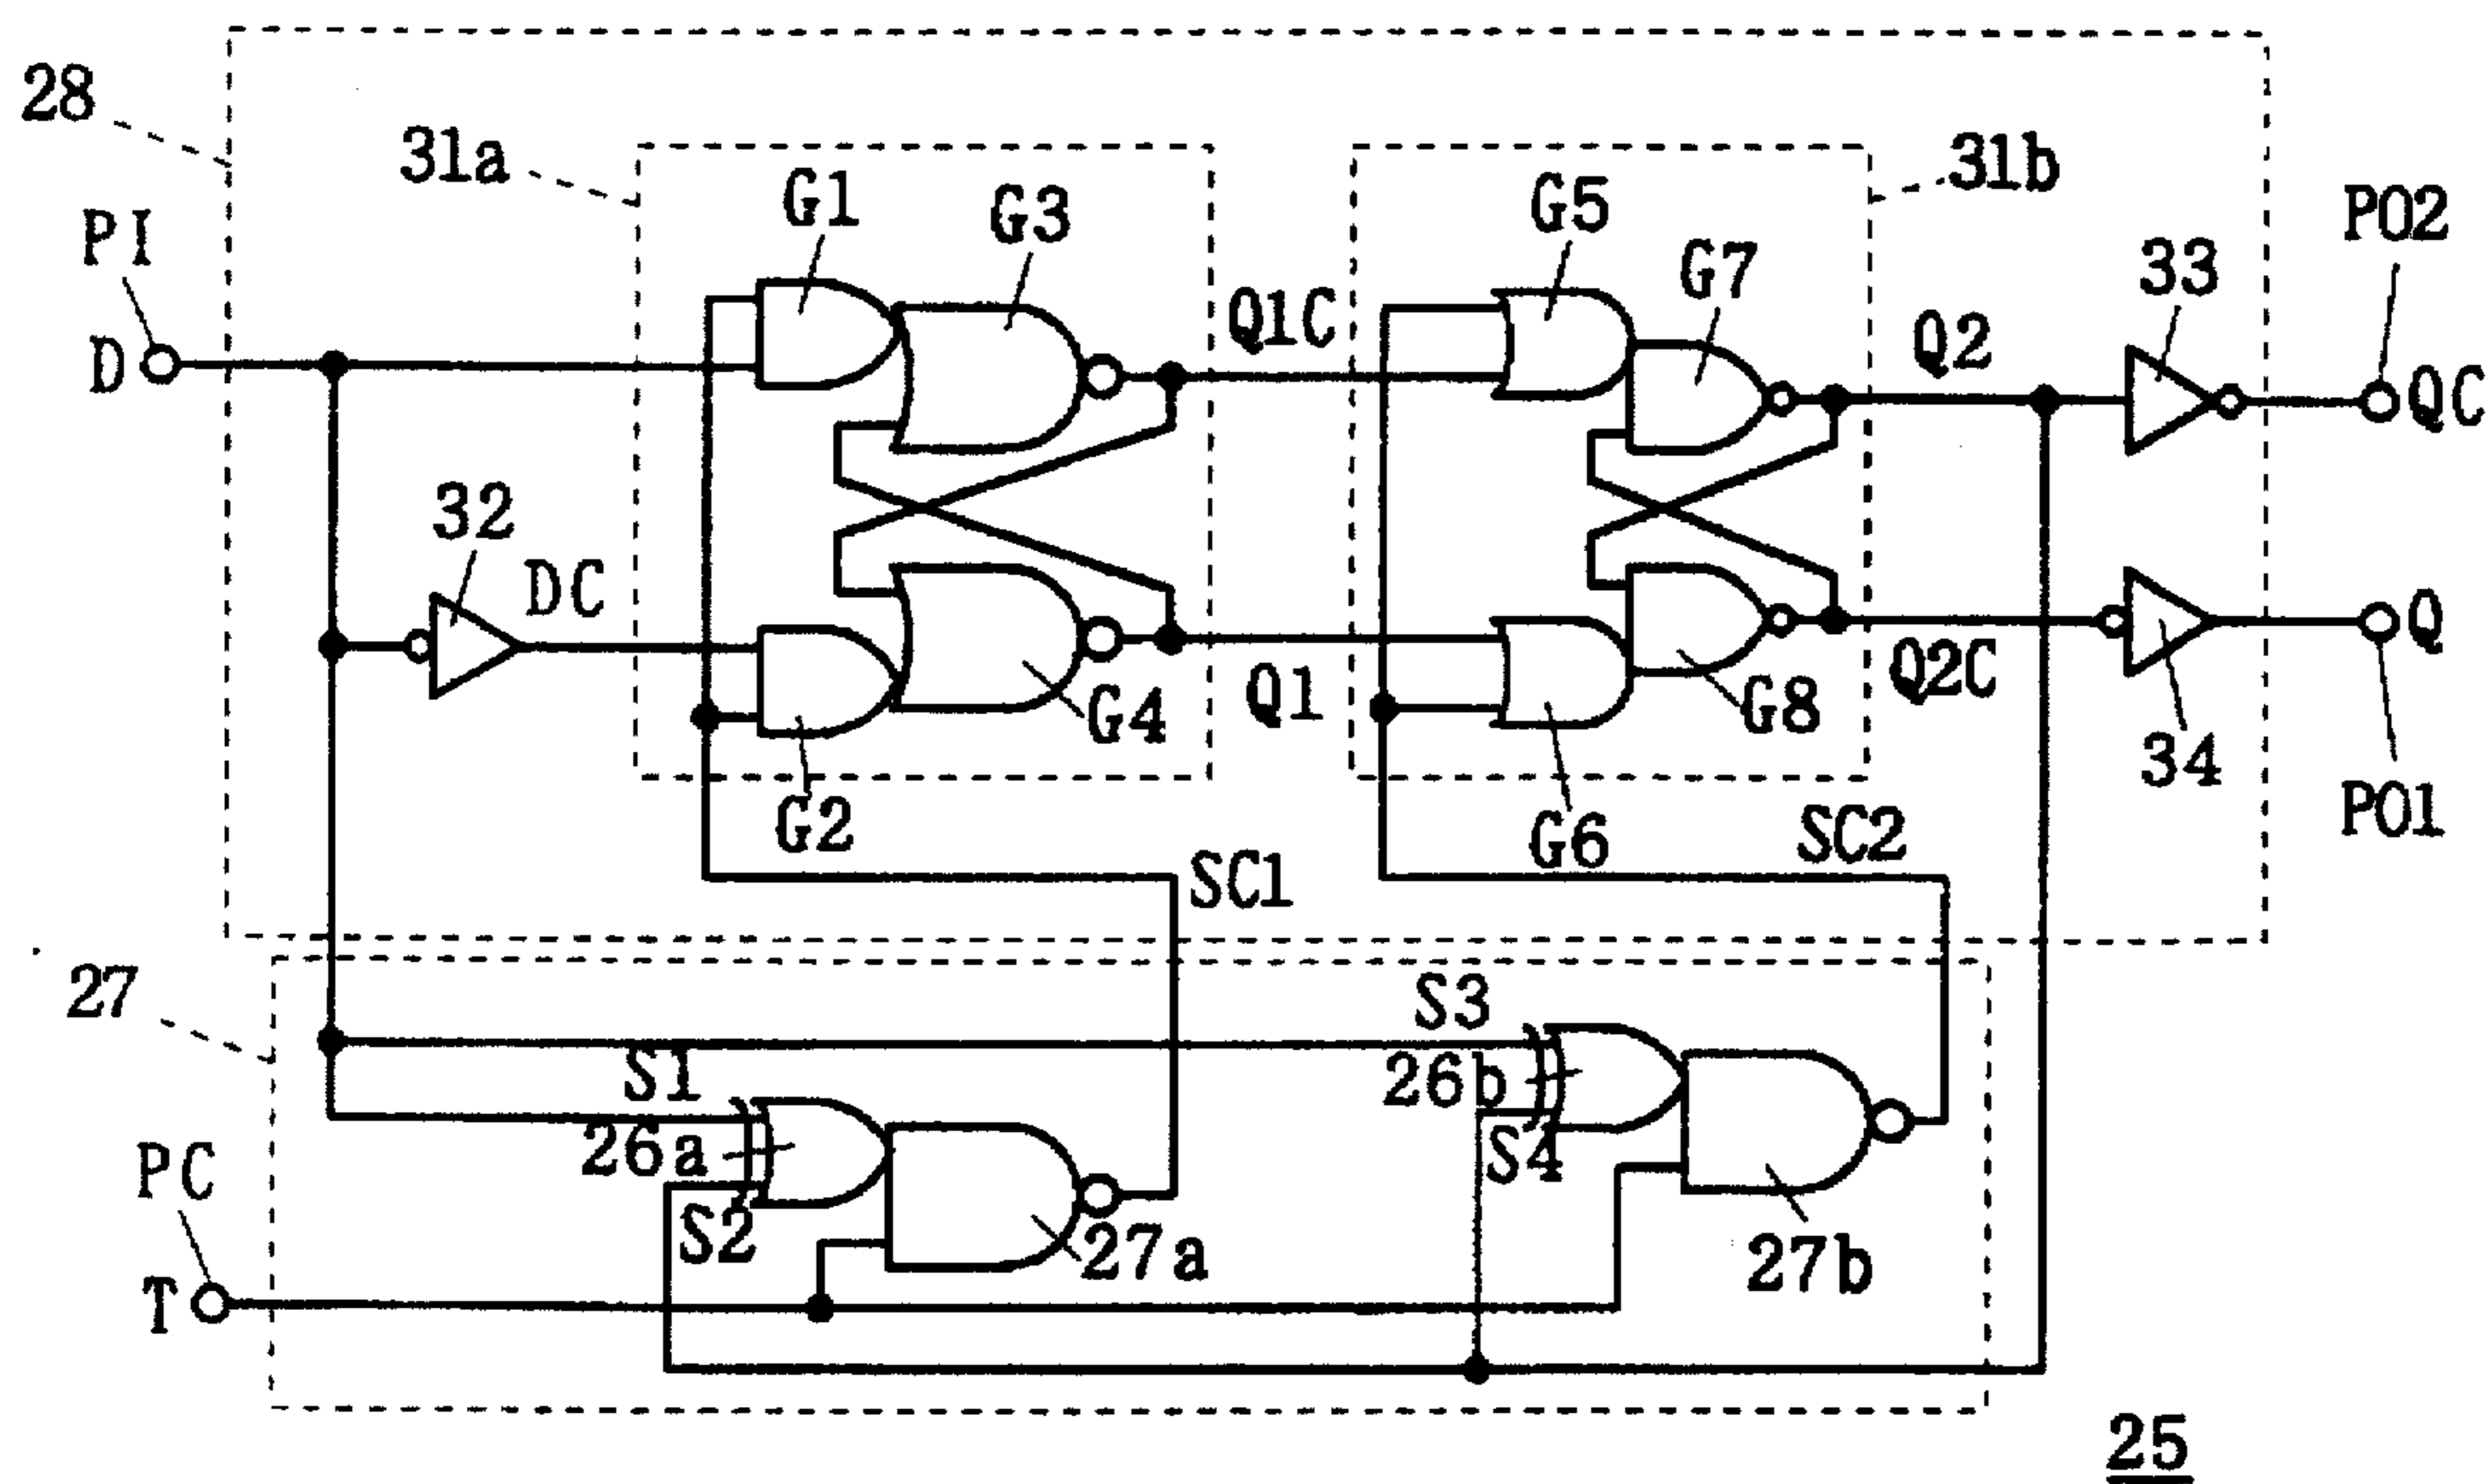 28
31a
31b
PI
G1
G3
G5
G7
PO2
33
D
Q1C
Q2
QC
32
DC
Q
G4
Q1
G8
Q2C
34
G2
G6
SC2
PO1
SC1
27
S3
S1
26b
26a
S4
PC
S2
27a
27b
T
25